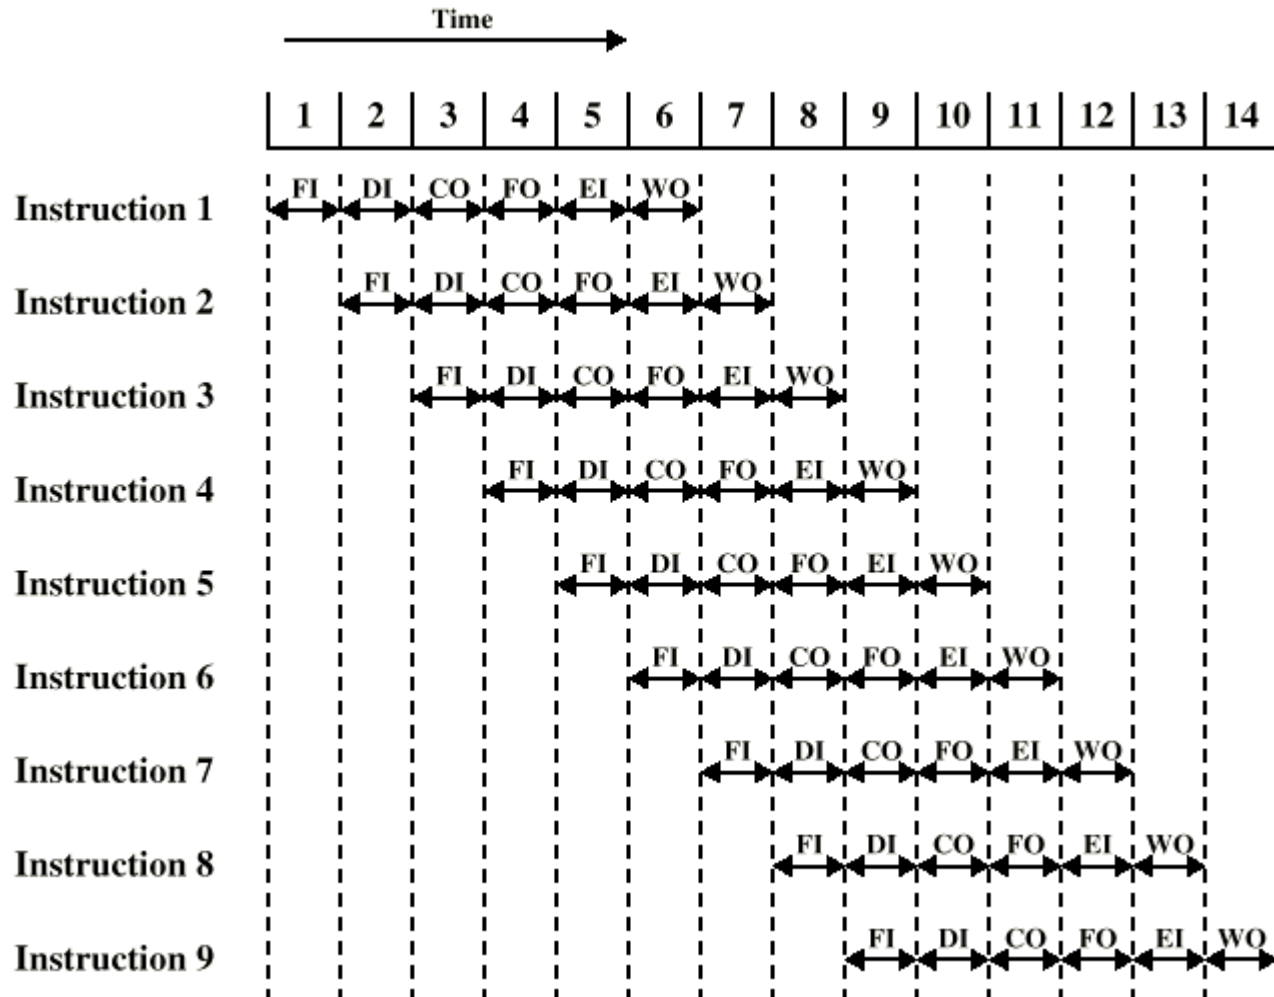 Time
1 2 3 4 5 6 7 8 9 10 11 12 13 14
Instruction 1 FI DI CO FO EI WO
Instruction 2 FI DI CO FO EI WO
Instruction 3 FI DI CO FO EI WO
Instruction 4 FI DI CO FO EI WO
Instruction 5 FI DI CO FO EI WO
Instruction 6 FI DI CO FO EI WO
Instruction 7 FI DI CO FO EI WO
Instruction 8 FI DI CO FO EI WO
Instruction 9 FI DI CO FO EI WO